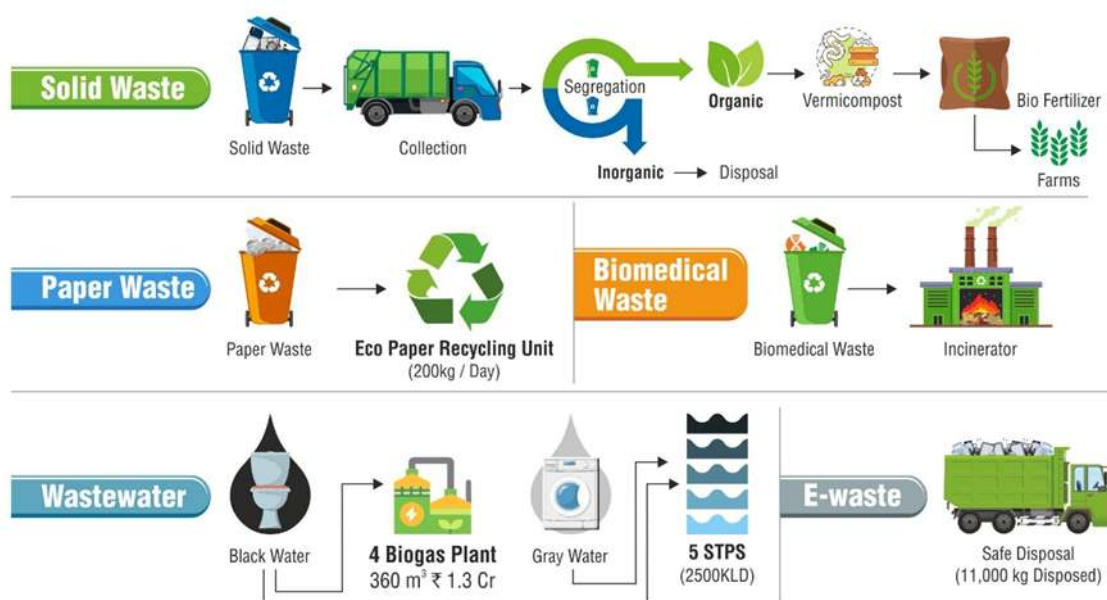 Solid Waste
Solid Waste
Collection
Segregation
Organic
Vermicompost
Bio Fertilizer
Inorganic
Disposal
Farms
Paper Waste
Paper Waste
Eco Paper Recycling Unit
(200kg / Day)
Biomedical
Waste
Biomedical Waste
Incinerator
Wastewater
Black Water
4 Biogas Plant
360 m³ ₹ 1.3 Cr
Gray Water
5 STPS
(2500KLD)
E-waste
Safe Disposal
(11,000 kg Disposed)